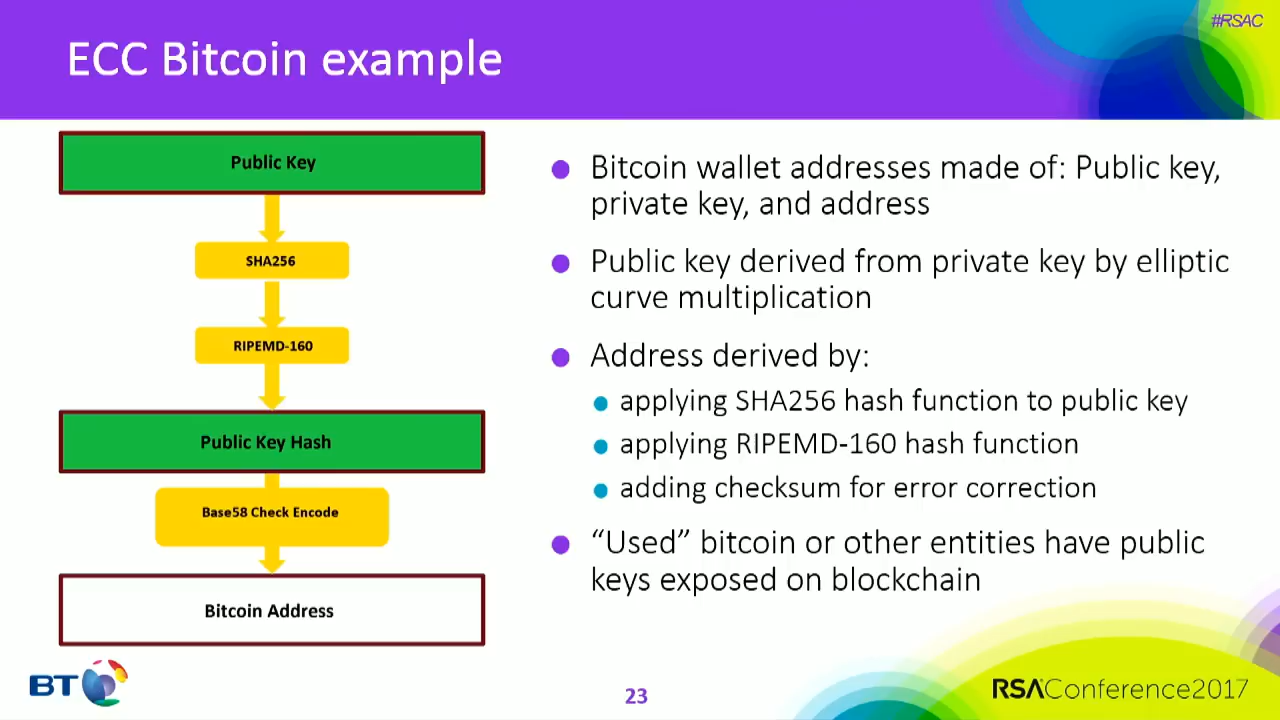 #RSAC
ECC Bitcoin example
Public Key
SHA256
RIPEMD-160
Public Key Hash
Base58 Check Encode
Bitcoin Address
Bitcoin wallet addresses made of: Public key,
private key, and address
Public key derived from private key by elliptic
curve multiplication
Address derived by:
applying SHA256 hash function to public key
applying RIPEMD-160 hash function
adding checksum for error correction
“Used” bitcoin or other entities have public
keys exposed on blockchain
BT
23
RSAConference2017